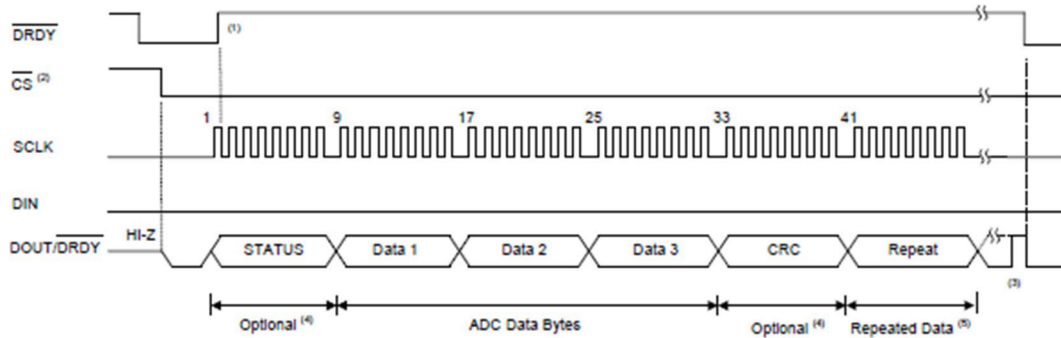 DRDY (1)
CS (2)
1 9 17 25 33 41
SCLK
DIN
DOUT/DRDY HI-Z STATUS Data 1 Data 2 Data 3 CRC Repeat
(3)
Optional (4) ADC Data Bytes Optional (4) Repeated Data (5)